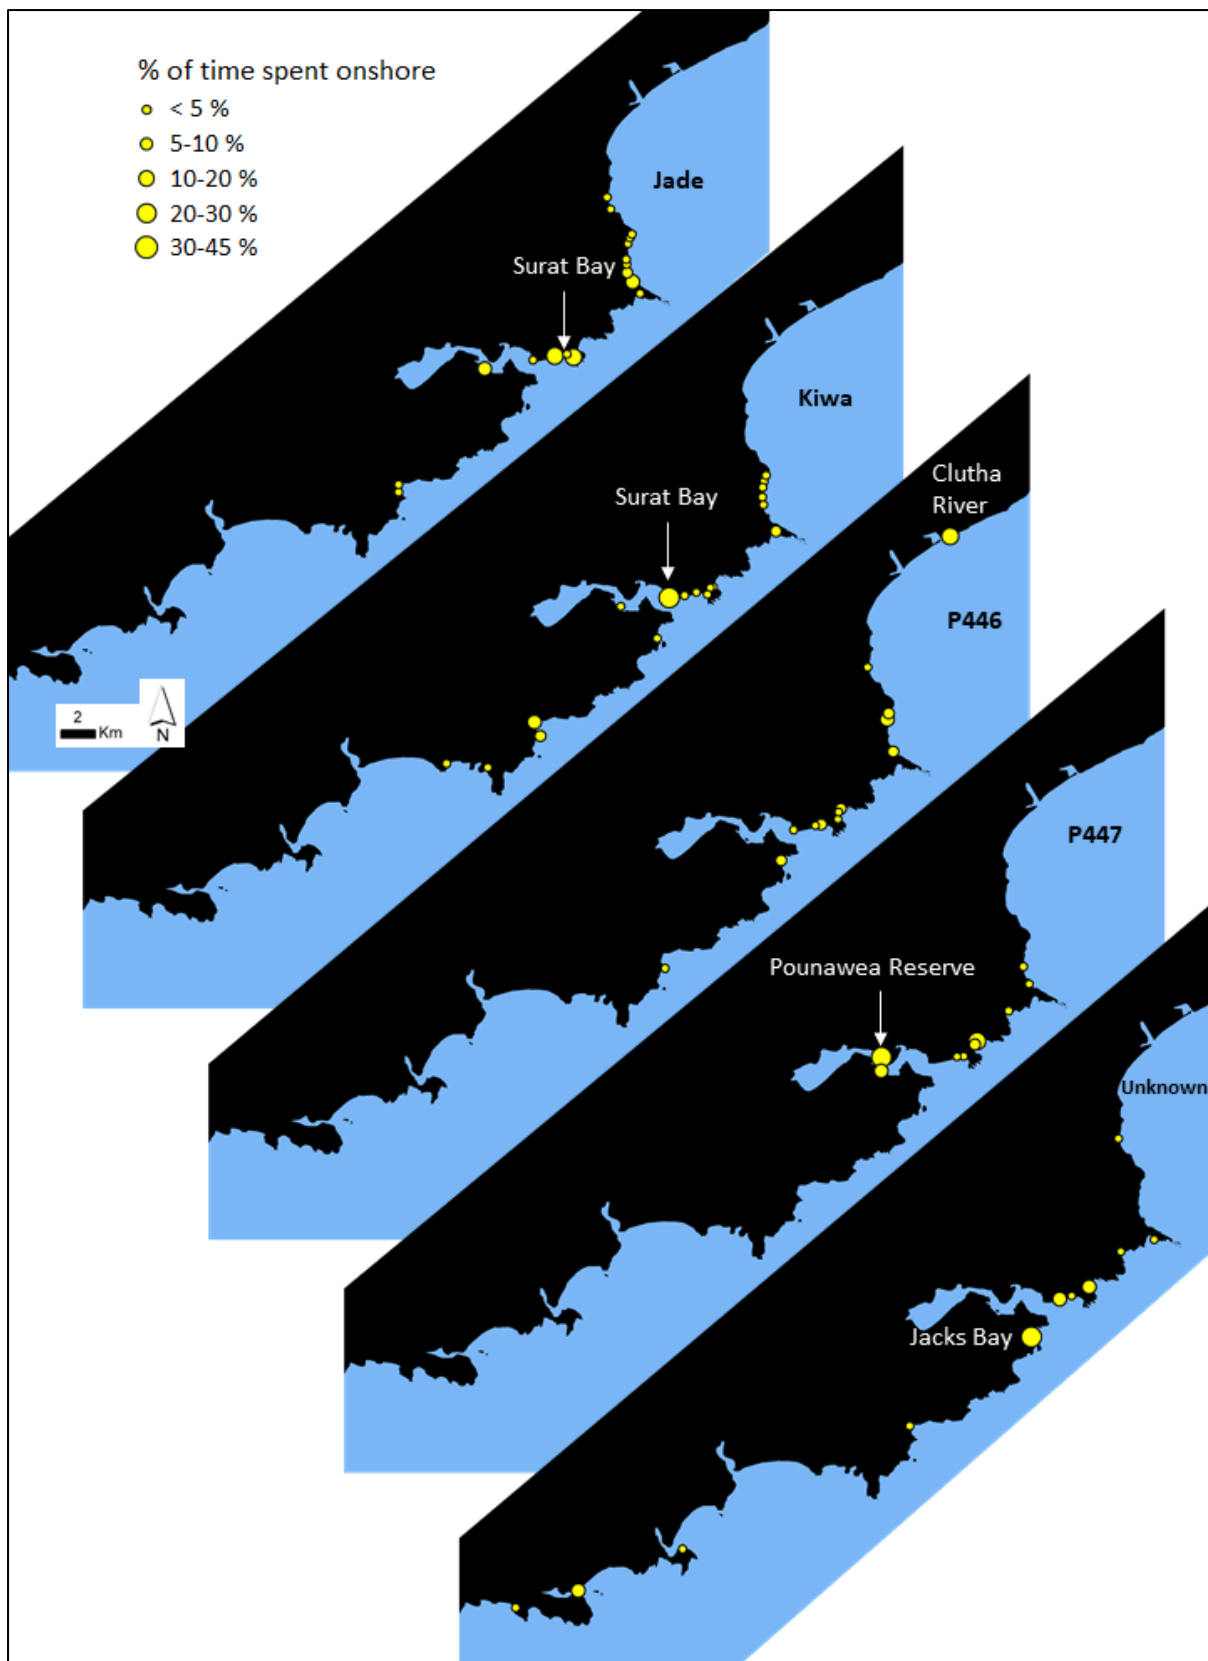 % of time spent onshore
< 5 %
5-10 %
10-20 %
20-30 %
30-45 %
Jade
Surat Bay
Kiwa
Surat Bay
Clutha
River
P446
2
Km
N
P447
Pounawea Reserve
Unknown
Jacks Bay